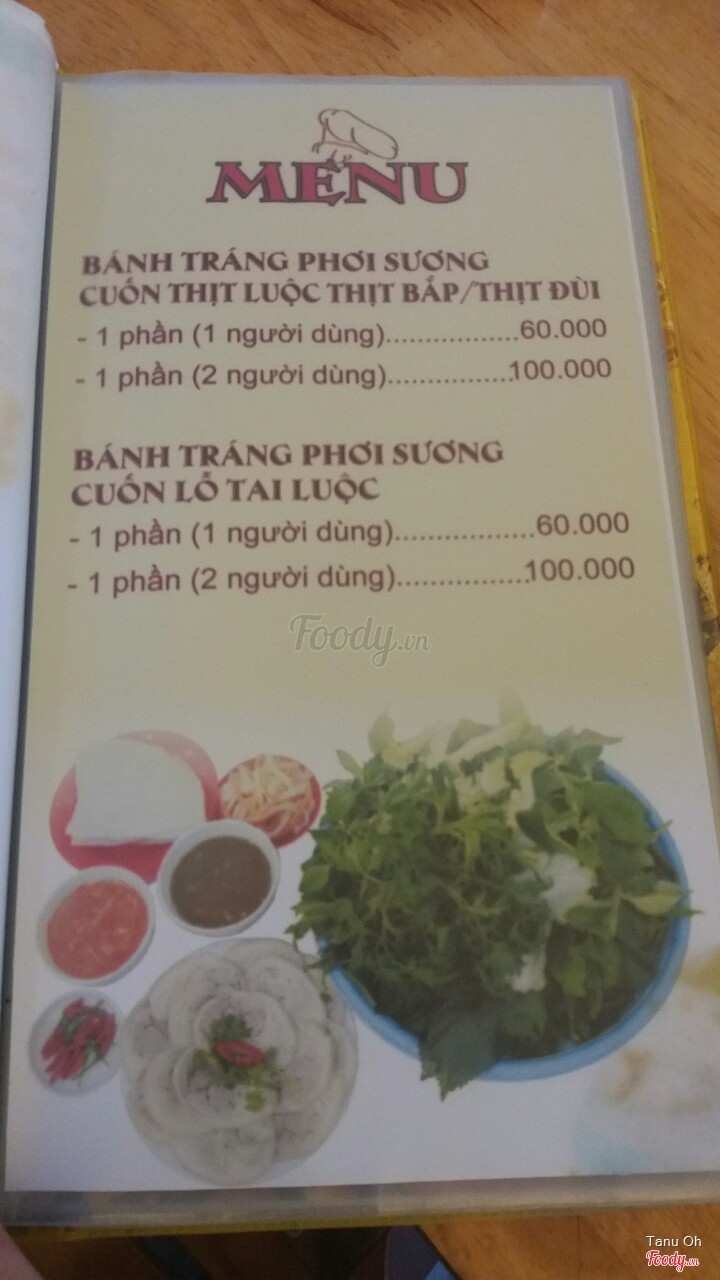 MENU
BÁNH TRÁNG PHƠI SƯƠNG
CUỐN THỊT LUỘC THỊT BẮP/THỊT ĐÙI
- 1 phần (1 người dùng)..................60.000
- 1 phần (2 người dùng).................100.000
BÁNH TRÁNG PHƠI SƯƠNG
CUỐN LỖ TAI LUỘC
- 1 phần (1 người dùng)..................60.000
- 1 phần (2 người dùng).................100.000
Foody.vn
Tanu Oh
Foody.vn